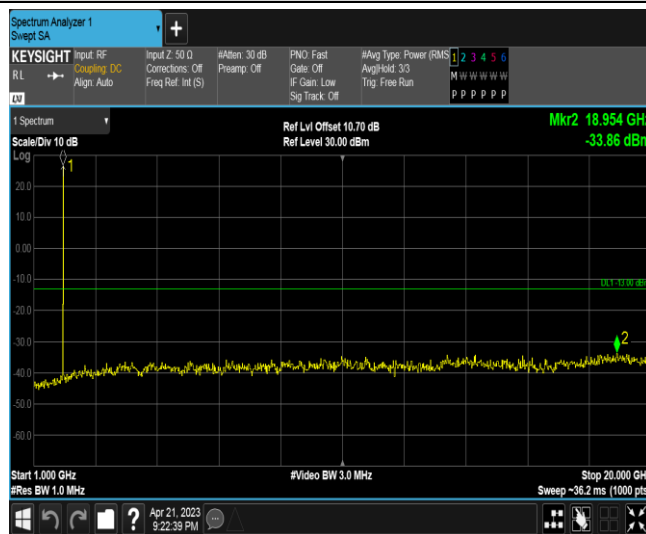 Spectrum Analyzer 1
Swept SA
+
KEYSIGHT Input: RF Input Z: 50 Ω #Atten: 30 dB PNO: Fast #Avg Type: Power (RMS 1 2 3 4 5 6
RL Coupling: DC Corrections: Off Preamp: Off Gate: Off Avg|Hold: 3/3 M W W W W W
Align: Auto Freq Ref: Int (S) IF Gain: Low Trig: Free Run
LXI Sig Track: Off P P P P P P
1 Spectrum Ref Lvl Offset 10.70 dB Mkr2 18.954 GHz
Scale/Div 10 dB Ref Level 30.00 dBm -33.86 dBm
Log
1
20.0
10.0
0.00
-10.0
DL1 -13.00 dBm
-20.0
-30.0
2
-40.0
-50.0
-60.0
Start 1.000 GHz #Video BW 3.0 MHz Stop 20.000 GHz
#Res BW 1.0 MHz Sweep ~36.2 ms (1000 pts
? Apr 21, 2023
9:22:39 PM